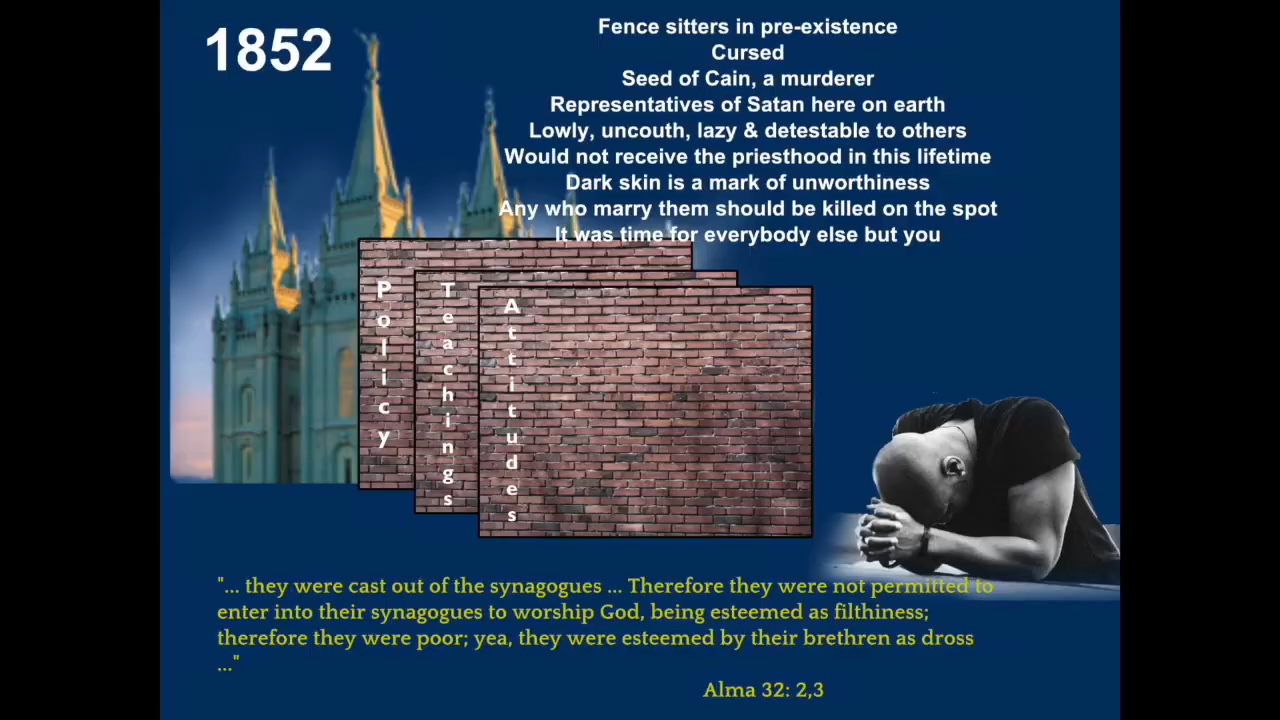 1852
Fence sitters in pre-existence
Cursed
Seed of Cain, a murderer
Representatives of Satan here on earth
Lowly, uncouth, lazy & detestable to others
Would not receive the priesthood in this lifetime
Dark skin is a mark of unworthiness
Any who marry them should be killed on the spot
It was time for everybody else but you
Policy
Teachings
Attitudes
"... they were cast out of the synagogues ... Therefore they were not permitted to
enter into their synagogues to worship God, being esteemed as filthiness;
therefore they were poor; yea, they were esteemed by their brethren as dross
..."
Alma 32: 2,3